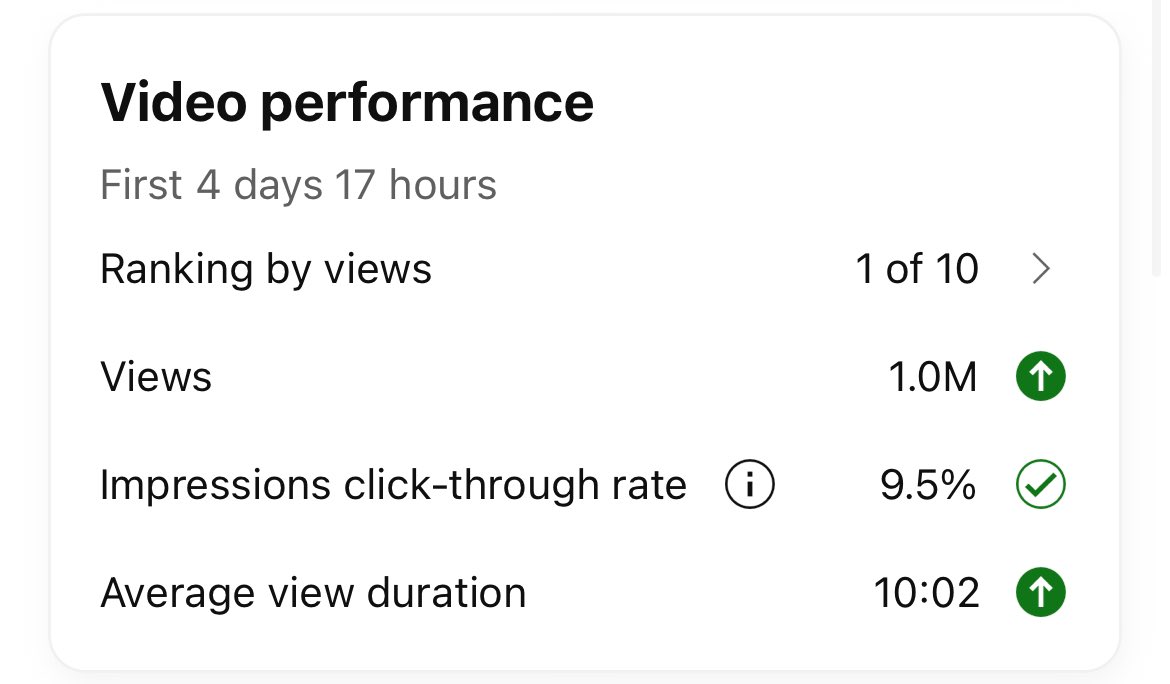 Video performance
First 4 days 17 hours
Ranking by views 1 of 10
Views 1.0M
Impressions click-through rate 9.5%
Average view duration 10:02